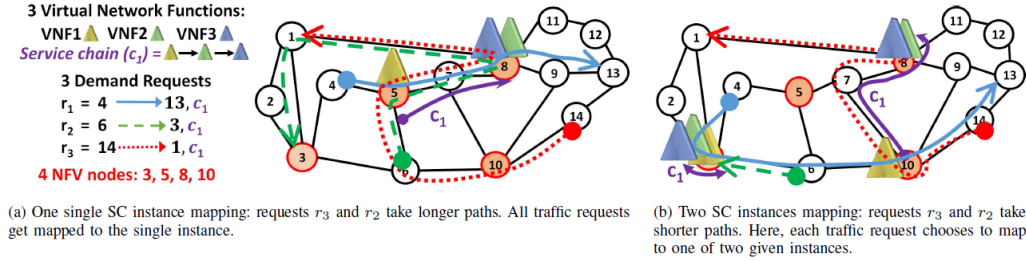 3 Virtual Network Functions:
VNF1 VNF2 VNF3
Service chain (c1) =
3 Demand Requests
r1 = 4 13, c1
r2 = 6 3, c1
r3 = 14 1, c1
4 NFV nodes: 3, 5, 8, 10
1
2
3
4
5
8
9
10
11
12
13
14
C1
1
2
4
5
7
8
9
10
11
12
13
14
6
C1
C1
(a) One single SC instance mapping: requests r3 and r2 take longer paths. All traffic requests
get mapped to the single instance.
(b) Two SC instances mapping: requests r3 and r2 take
shorter paths. Here, each traffic request chooses to map
to one of two given instances.